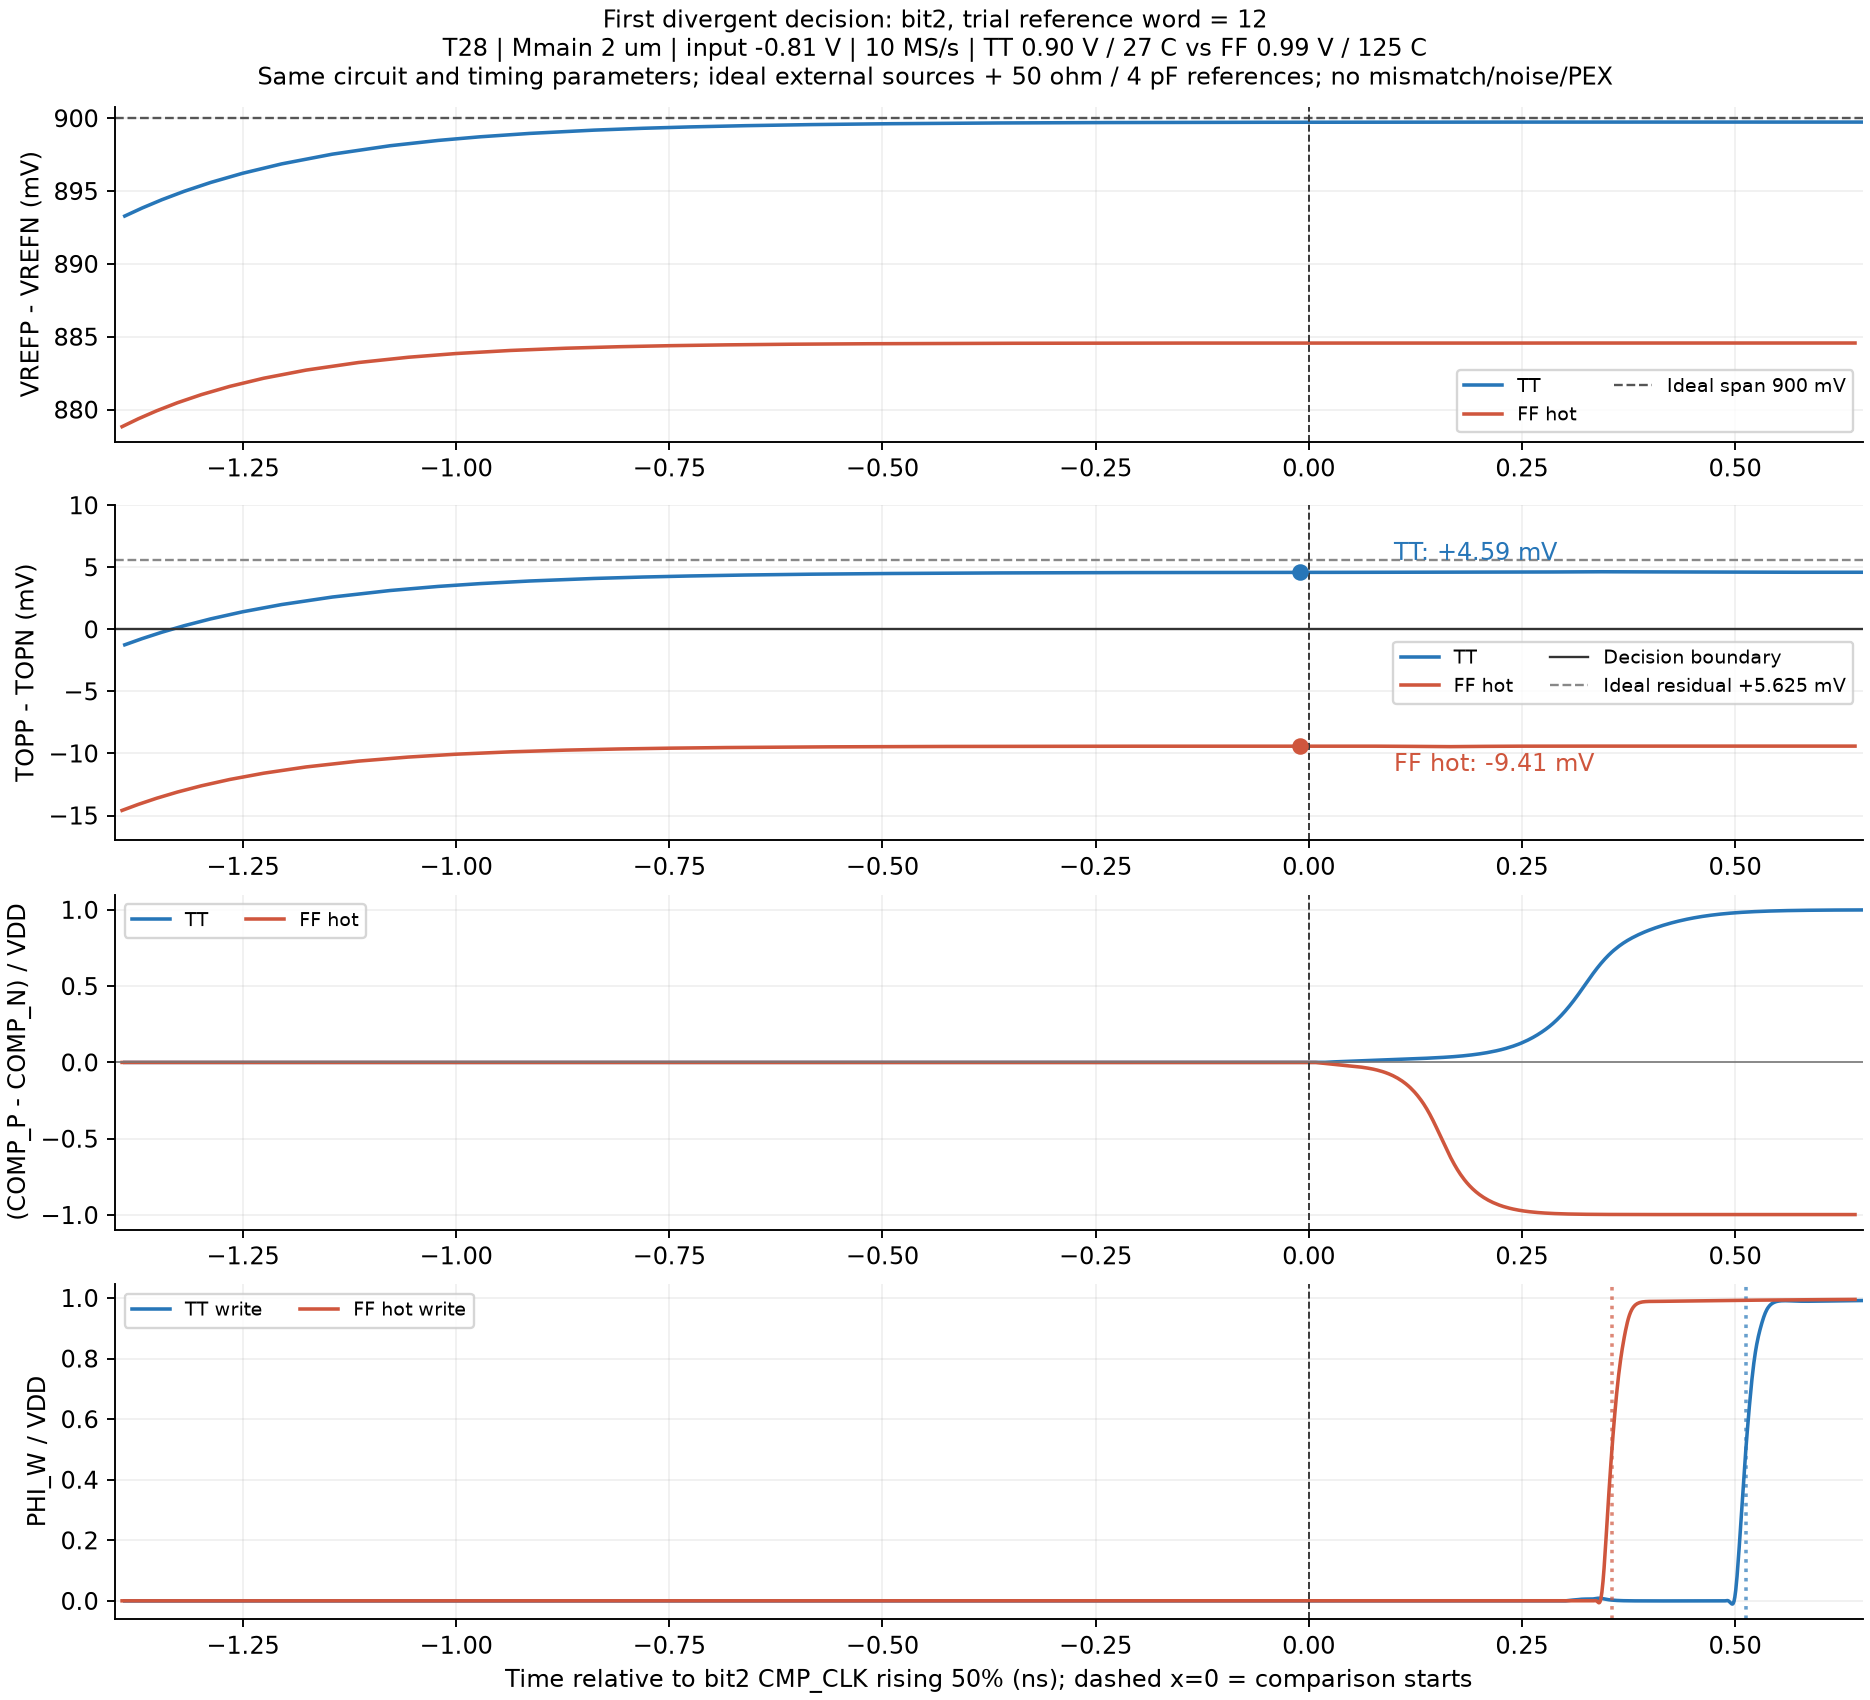 First divergent decision: bit2, trial reference word = 12
T28 | Mmain 2 um | input -0.81 V | 10 MS/s | TT 0.90 V / 27 C vs FF 0.99 V / 125 C
Same circuit and timing parameters; ideal external sources + 50 ohm / 4 pF references; no mismatch/noise/PEX
VREFP - VREFN (mV)
900
895
890
885
880
TT
Ideal span 900 mV
FF hot
−1.25 −1.00 −0.75 −0.50 −0.25 0.00 0.25 0.50
TOPP - TOPN (mV)
10
5
0
−5
−10
−15
TT: +4.59 mV
TT
Decision boundary
FF hot
Ideal residual +5.625 mV
FF hot: -9.41 mV
−1.25 −1.00 −0.75 −0.50 −0.25 0.00 0.25 0.50
(COMP_P - COMP_N) / VDD
1.0
0.5
0.0
−0.5
−1.0
TT FF hot
−1.25 −1.00 −0.75 −0.50 −0.25 0.00 0.25 0.50
PHI_W / VDD
1.0
0.8
0.6
0.4
0.2
0.0
TT write FF hot write
−1.25 −1.00 −0.75 −0.50 −0.25 0.00 0.25 0.50
Time relative to bit2 CMP_CLK rising 50% (ns); dashed x=0 = comparison starts